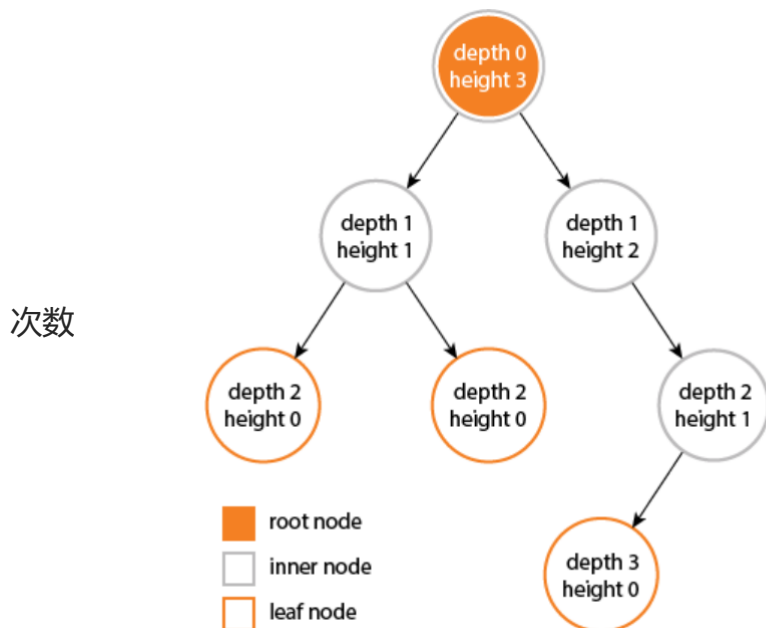 depth 0
height 3
depth 1
height 1
depth 1
height 2
次数
depth 2
height 0
depth 2
height 0
depth 2
height 1
root node
inner node
leaf node
depth 3
height 0